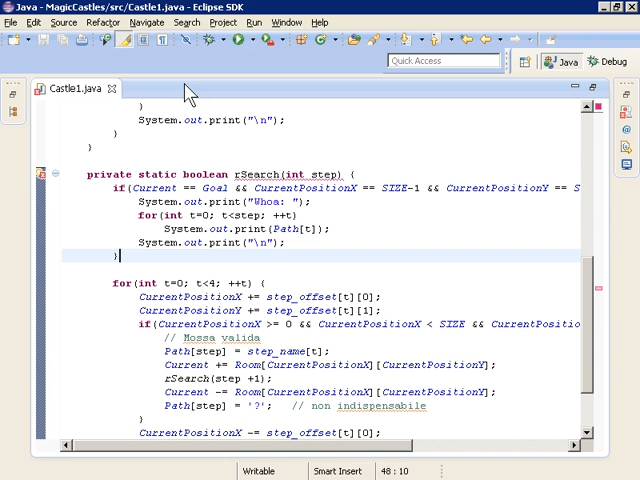 Java - MagicCastles/src/Castle1.java - Eclipse SDK
File Edit Source Refactor Navigate Search Project Run Window Help
Quick Access
Java
Debug
Castle1.java
}
System.out.print("\n");
}
}
private static boolean rSearch(int step) {
if(Current == Goal && CurrentPositionX == SIZE-1 && CurrentPositionY == S
System.out.print("Whoa: ");
for(int t=0; t<step; ++t)
System.out.print(Path[t]);
System.out.print("\n");
}
for(int t=0; t<4; ++t) {
CurrentPositionX += step_offset[t][0];
CurrentPositionY += step_offset[t][1];
if(CurrentPositionX >= 0 && CurrentPositionX < SIZE && CurrentPositio
// Mossa valida
Path[step] = step_name[t];
Current += Room[CurrentPositionX][CurrentPositionY];
rSearch(step +1);
Current -= Room[CurrentPositionX][CurrentPositionY];
Path[step] = '?'; // non indispensabile
}
CurrentPositionX -= step_offset[t][0];
Writable
Smart Insert
48 : 10